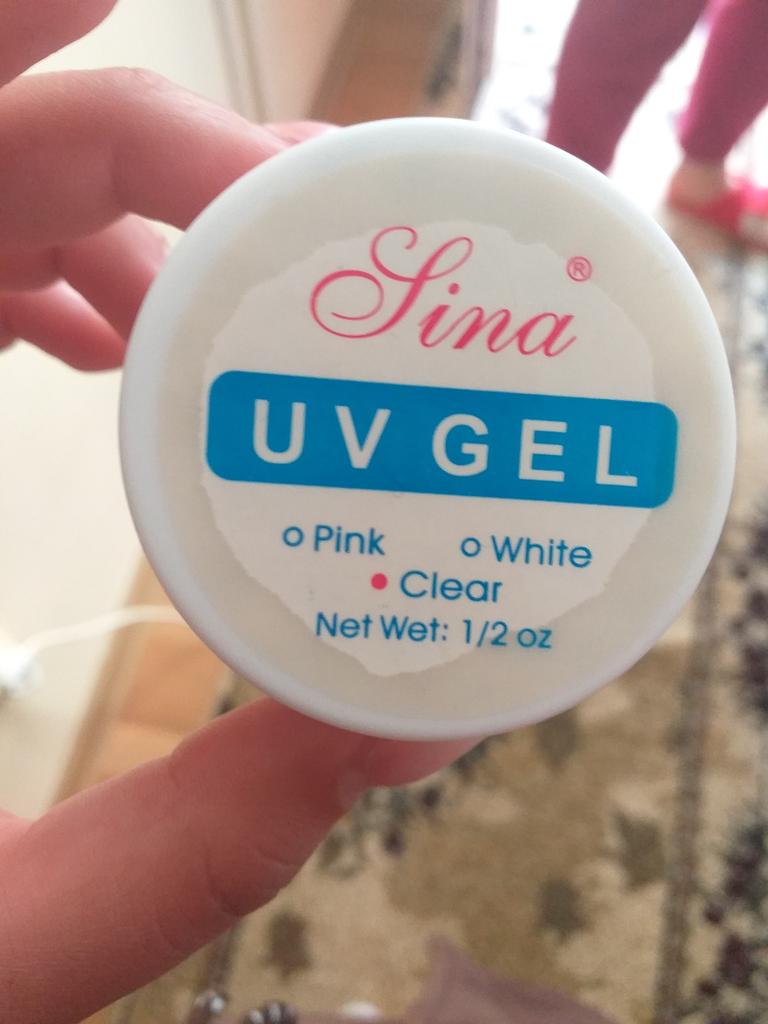 Sina®
UV GEL
o Pink o White
• Clear
Net Wet: 1/2 oz